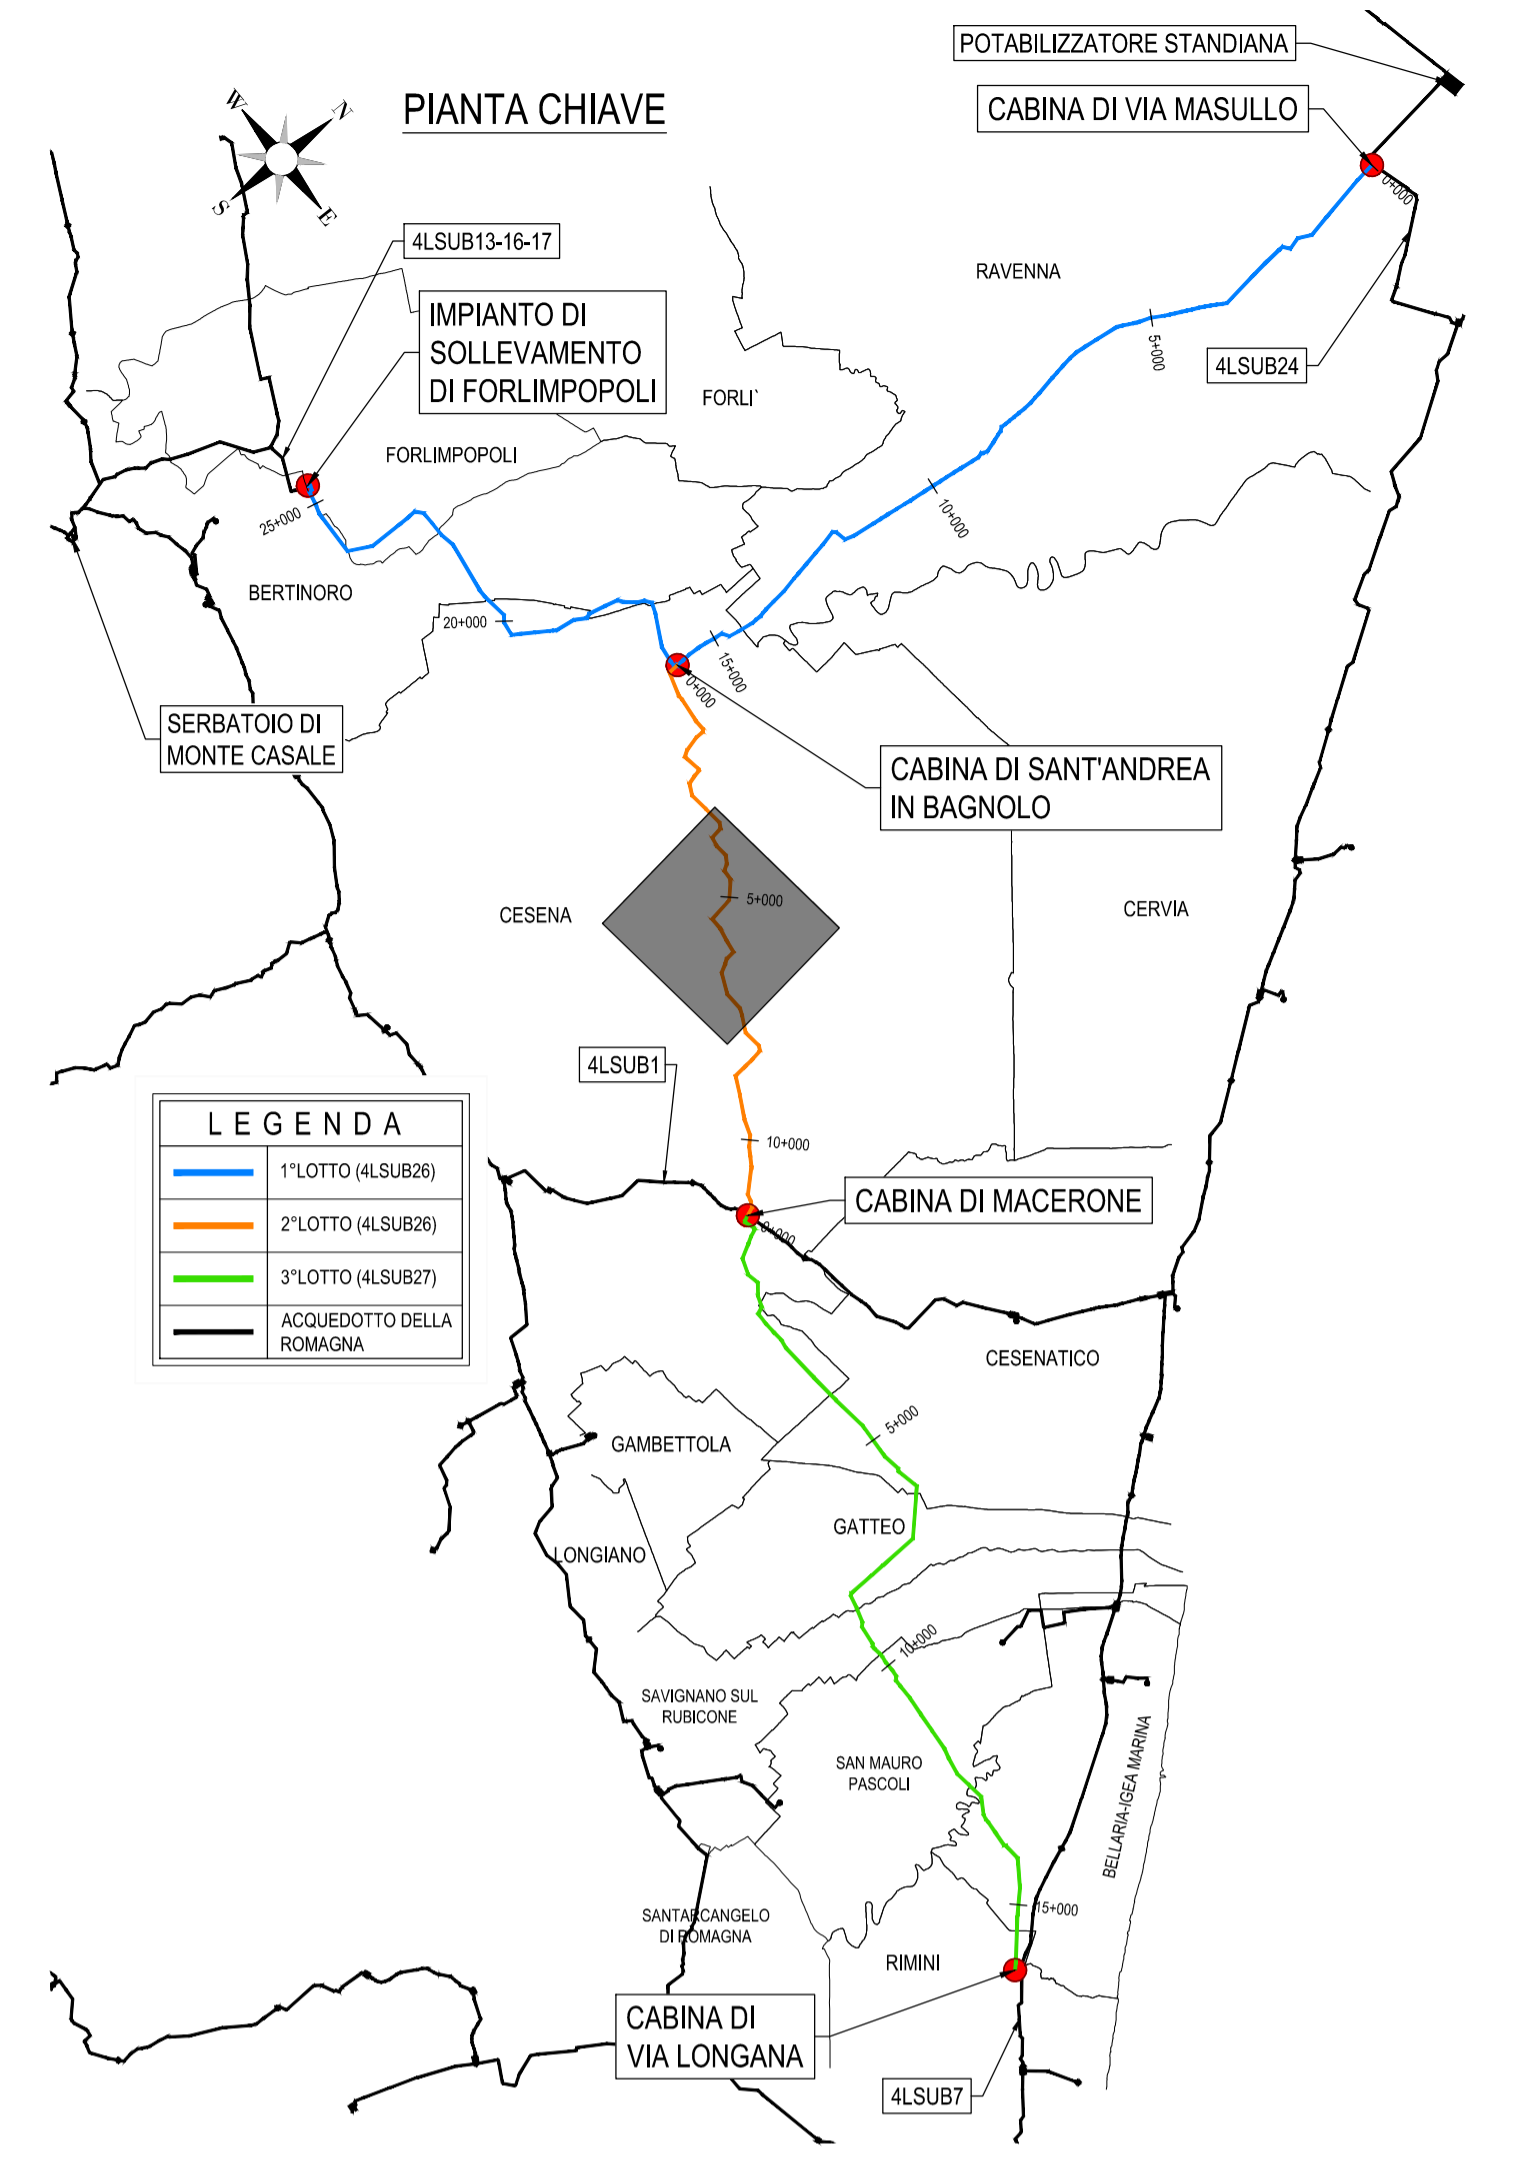 POTABILIZZATORE STANDIANA
PIANTA CHIAVE
CABINA DI VIA MASULLO
W
N
S
E
0+000
4LSUB13-16-17
RAVENNA
IMPIANTO DI
SOLLEVAMENTO
DI FORLIMPOPOLI
5+000
4LSUB24
FORLI`
FORLIMPOPOLI
25+000
10+000
BERTINORO
20+000
15+000
0+000
SERBATOIO DI
MONTE CASALE
CABINA DI SANT'ANDREA
IN BAGNOLO
5+000
CESENA
CERVIA
4LSUB1
LEGENDA
1°LOTTO (4LSUB26)
2°LOTTO (4LSUB26)
3°LOTTO (4LSUB27)
ACQUEDOTTO DELLA
ROMAGNA
10+000
CABINA DI MACERONE
0+000
CESENATICO
5+000
GAMBETTOLA
GATTEO
LONGIANO
10+000
SAVIGNANO SUL
RUBICONE
SAN MAURO
PASCOLI
BELLARIA-IGEA MARINA
15+000
SANTARCANGELO
DI ROMAGNA
RIMINI
CABINA DI
VIA LONGANA
4LSUB7